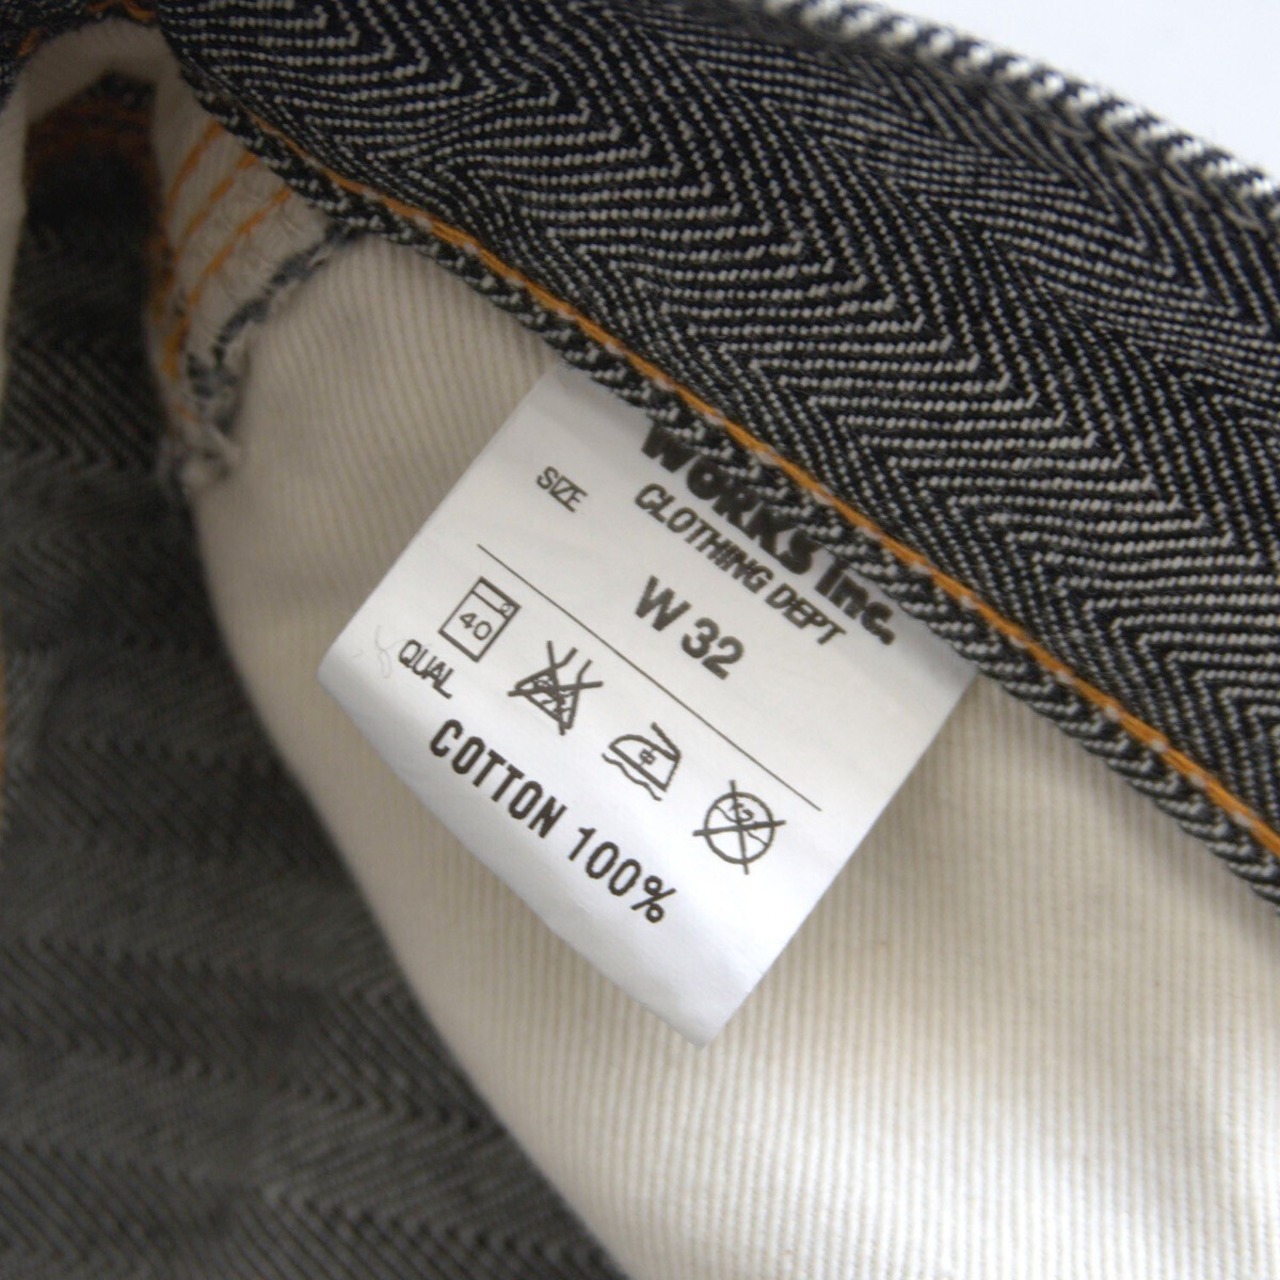 WORKS Inc.
CLOTHING DEPT
SIZE
W 32
40
QUAL
COTTON 100%